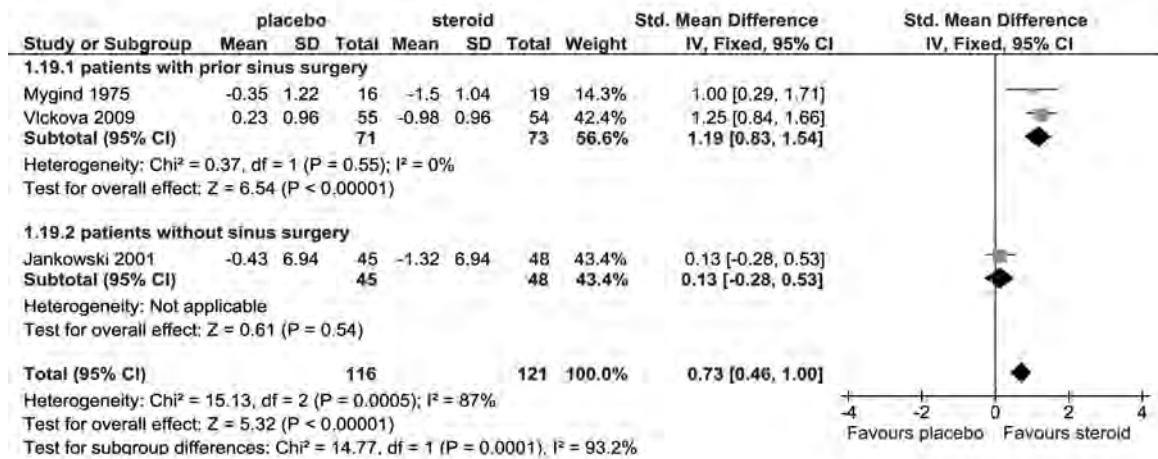 placebo steroid Std. Mean Difference Std. Mean Difference
Study or Subgroup Mean SD Total Mean SD Total Weight IV, Fixed, 95% CI IV, Fixed, 95% CI
1.19.1 patients with prior sinus surgery
Mygind 1975 -0.35 1.22 16 -1.5 1.04 19 14.3% 1.00 [0.29, 1.71]
Vlckova 2009 0.23 0.96 55 -0.98 0.96 54 42.4% 1.25 [0.84, 1.66]
Subtotal (95% CI) 71 73 56.6% 1.19 [0.83, 1.54]
Heterogeneity: Chi² = 0.37, df = 1 (P = 0.55); I² = 0%
Test for overall effect: Z = 6.54 (P < 0.00001)
1.19.2 patients without sinus surgery
Jankowski 2001 -0.43 6.94 45 -1.32 6.94 48 43.4% 0.13 [-0.28, 0.53]
Subtotal (95% CI) 45 48 43.4% 0.13 [-0.28, 0.53]
Heterogeneity: Not applicable
Test for overall effect: Z = 0.61 (P = 0.54)
Total (95% CI) 116 121 100.0% 0.73 [0.46, 1.00]
Heterogeneity: Chi² = 15.13, df = 2 (P = 0.0005); I² = 87%
Test for overall effect: Z = 5.32 (P < 0.00001)
Test for subgroup differences: Chi² = 14.77, df = 1 (P = 0.0001), I² = 93.2%
-4 -2 0 2 4
Favours placebo Favours steroid